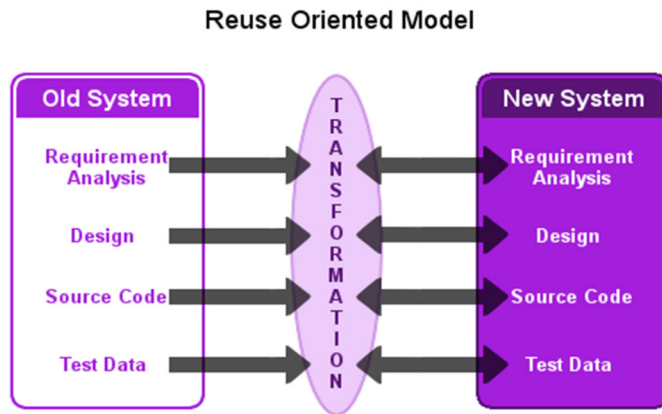 Reuse Oriented Model
Old System
Requirement
Analysis
Design
Source Code
Test Data
TRANSFORMATION
New System
Requirement
Analysis
Design
Source Code
Test Data